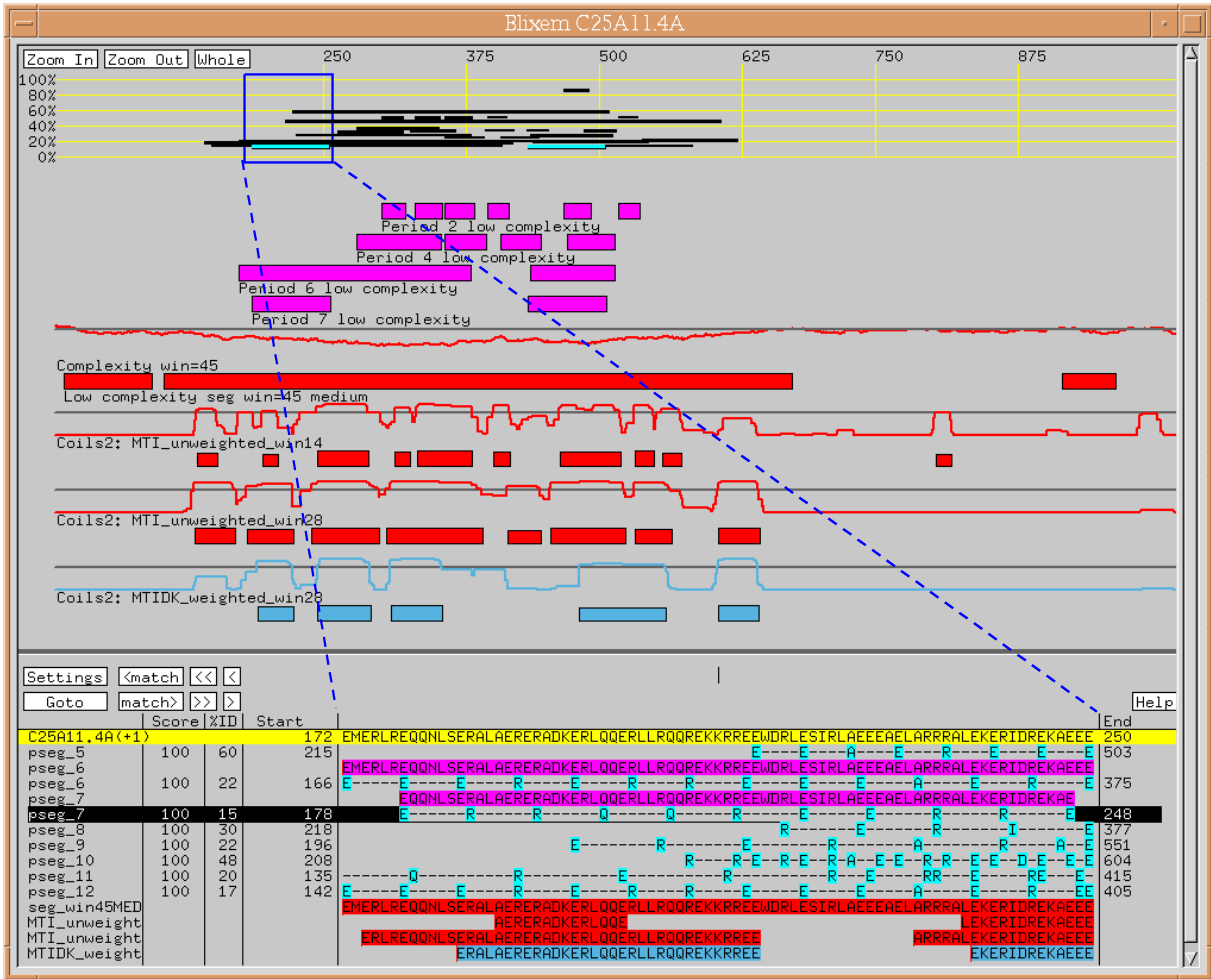 Blixem C25A11.4A
Zoom In Zoom Out Whole 250 375 500 625 750 875
100%
80%
60%
40%
20%
0%
Period 2 low complexity
Period 4 low complexity
Period 6 low complexity
Period 7 low complexity
Complexity win=45
Low complexity seg win=45 medium
Coils2: MTI_unweighted_win14
Coils2: MTI_unweighted_win28
Coils2: MTIDK_weighted_win28
Settings <match << <
Goto match> >> > Help
Score %ID Start End
C25A11.4A(+1) 172 EMERLREQQNLSERALAERERADKERLQQERLLRQQREKKRREEWDRLESIRLAEEEAELARRRALEKERIDREKAEEE 250
pseg_5 100 60 215 E----E----A----E----R----E----E----E 503
pseg_6 EMERLREQQNLSERALAERERADKERLQQERLLRQQREKKRREEWDRLESIRLAEEEAELARRRALEKERIDREKAEEE
pseg_6 100 22 166 E-----E-----E-----R-----E-----R-----R-----E-----E-----E-----A-----E-----R-----E 375
pseg_7 EQQNLSERALAERERADKERLQQERLLRQQREKKRREEWDRLESIRLAEEEAELARRRALEKERIDREKAE
pseg_7 100 15 178 E------R------R------Q------Q------R------E------E------R------R------E 248
pseg_8 100 30 218 R-------E-------R-------I-------E 377
pseg_9 100 22 196 E--------R--------E--------R--------A--------R-----A--E 551
pseg_10 100 48 208 R----R-E--R-E--R-A--E-E--R-R--E-E--D-E--E-E 604
pseg_11 100 20 135 -------Q----------R----------E----------R----------R---E-----RR---E------RE----E 415
pseg_12 100 17 142 E-----E-----E-----R-----E-----R-----R-----E-----E-----E-----A-----E-----R----EE 405
seg_win45MED EMERLREQQNLSERALAERERADKERLQQERLLRQQREKKRREEWDRLESIRLAEEEAELARRRALEKERIDREKAEEE
MTI_unweight AERERADKERLQQE LEKERIDREKAEEE
MTI_unweight ERLREQQNLSERALAERERADKERLQQERLLRQQREKKRREE ARRRALEKERIDREKAEEE
MTIDK_weight ERALAERERADKERLQQERLLRQQREKKRREE EKERIDREKAEEE